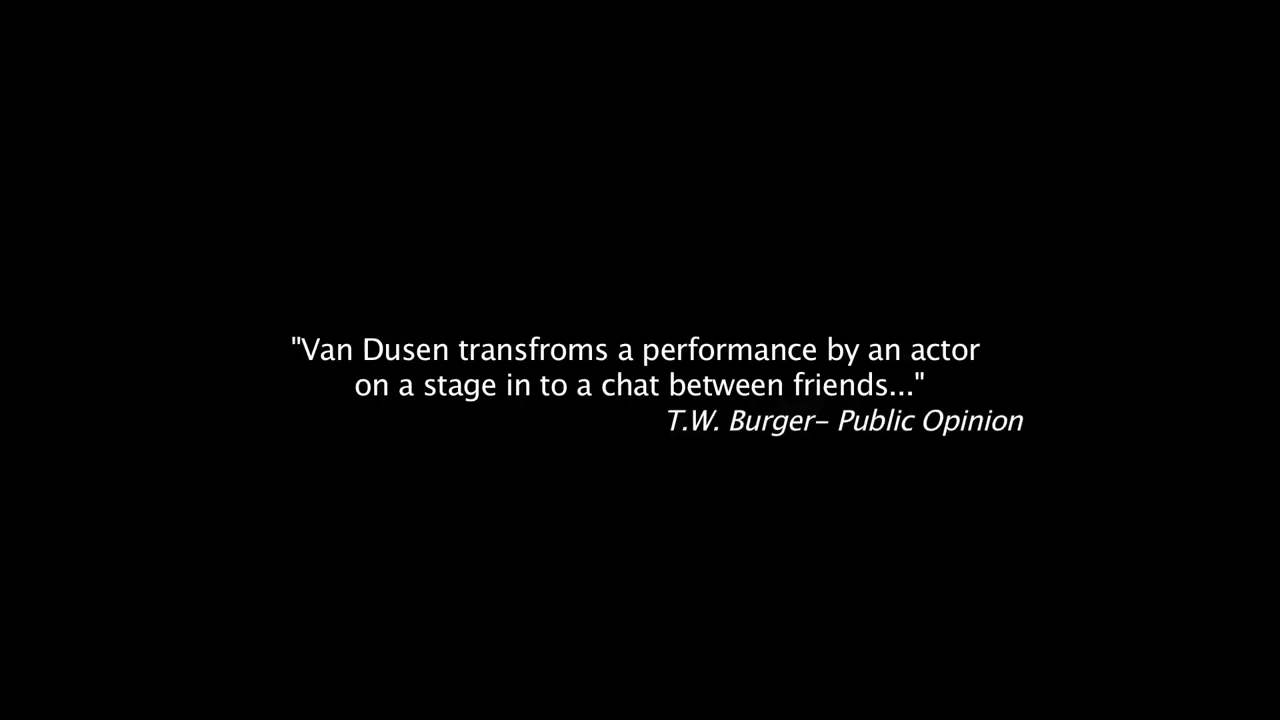 "Van Dusen transfroms a performance by an actor
on a stage in to a chat between friends..."
T.W. Burger- Public Opinion